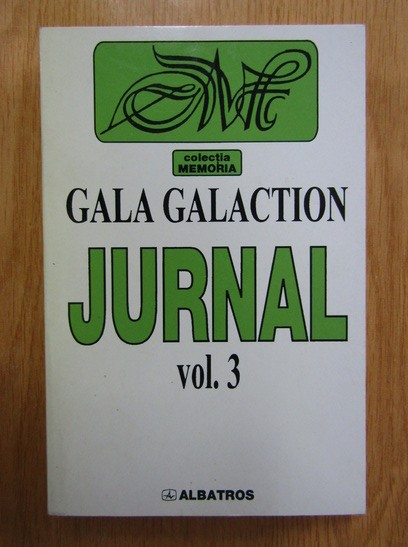 colecția
MEMORIA
GALA GALACTION
JURNAL
vol. 3
ALBATROS